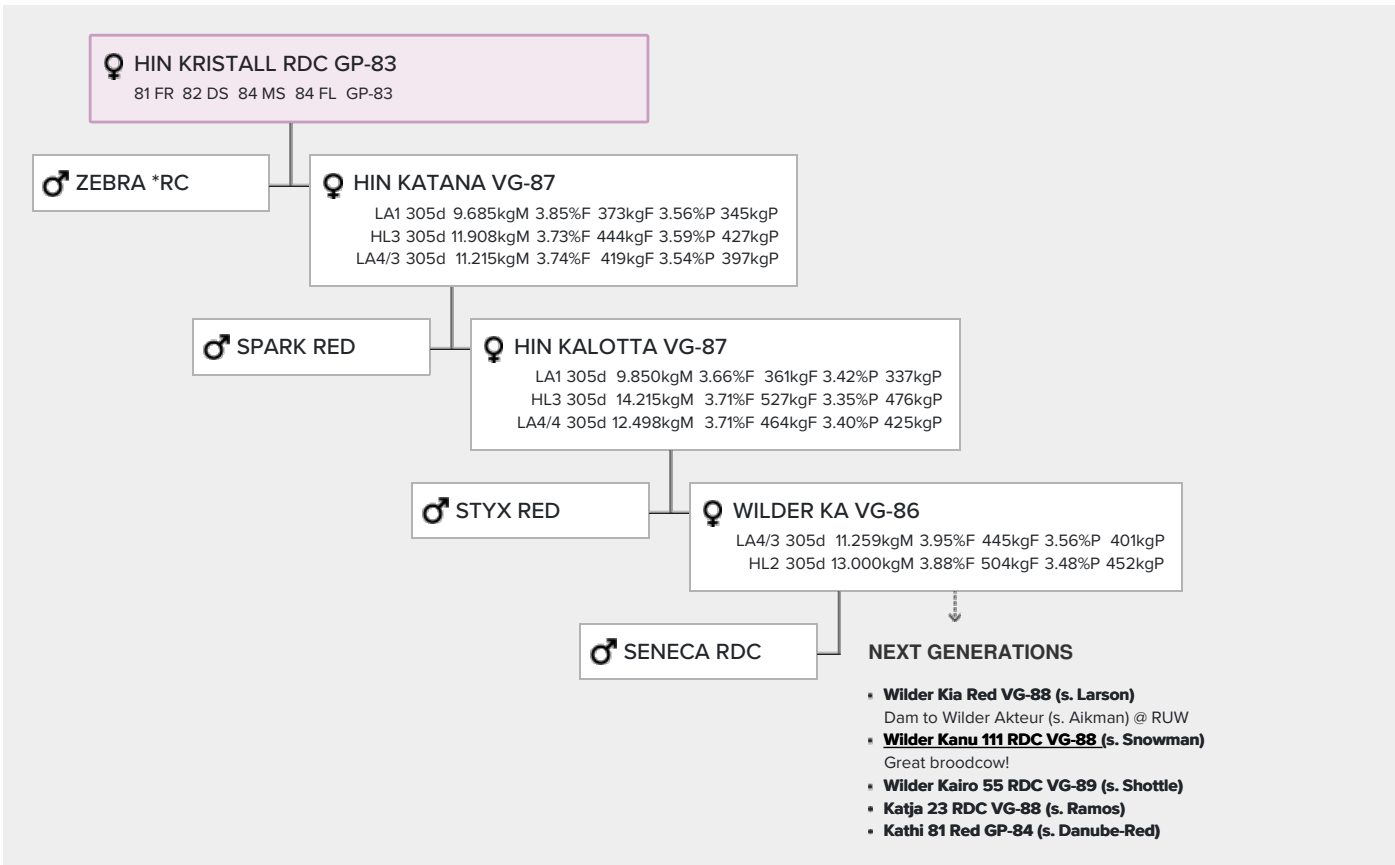 HIN KRISTALL RDC GP-83
81 FR 82 DS 84 MS 84 FL GP-83
ZEBRA *RC
HIN KATANA VG-87
LA1 305d 9.685kgM 3.85%F 373kgF 3.56%P 345kgP
HL3 305d 11.908kgM 3.73%F 444kgF 3.59%P 427kgP
LA4/3 305d 11.215kgM 3.74%F 419kgF 3.54%P 397kgP
SPARK RED
HIN KALOTTA VG-87
LA1 305d 9.850kgM 3.66%F 361kgF 3.42%P 337kgP
HL3 305d 14.215kgM 3.71%F 527kgF 3.35%P 476kgP
LA4/4 305d 12.498kgM 3.71%F 464kgF 3.40%P 425kgP
STYX RED
WILDER KA VG-86
LA4/3 305d 11.259kgM 3.95%F 445kgF 3.56%P 401kgP
HL2 305d 13.000kgM 3.88%F 504kgF 3.48%P 452kgP
SENECA RDC
NEXT GENERATIONS
Wilder Kia Red VG-88 (s. Larson)
Dam to Wilder Akteur (s. Aikman) @ RUW
Wilder Kanu 111 RDC VG-88 (s. Snowman)
Great broodcow!
Wilder Kairo 55 RDC VG-89 (s. Shottle)
Katja 23 RDC VG-88 (s. Ramos)
Kathi 81 Red GP-84 (s. Danube-Red)